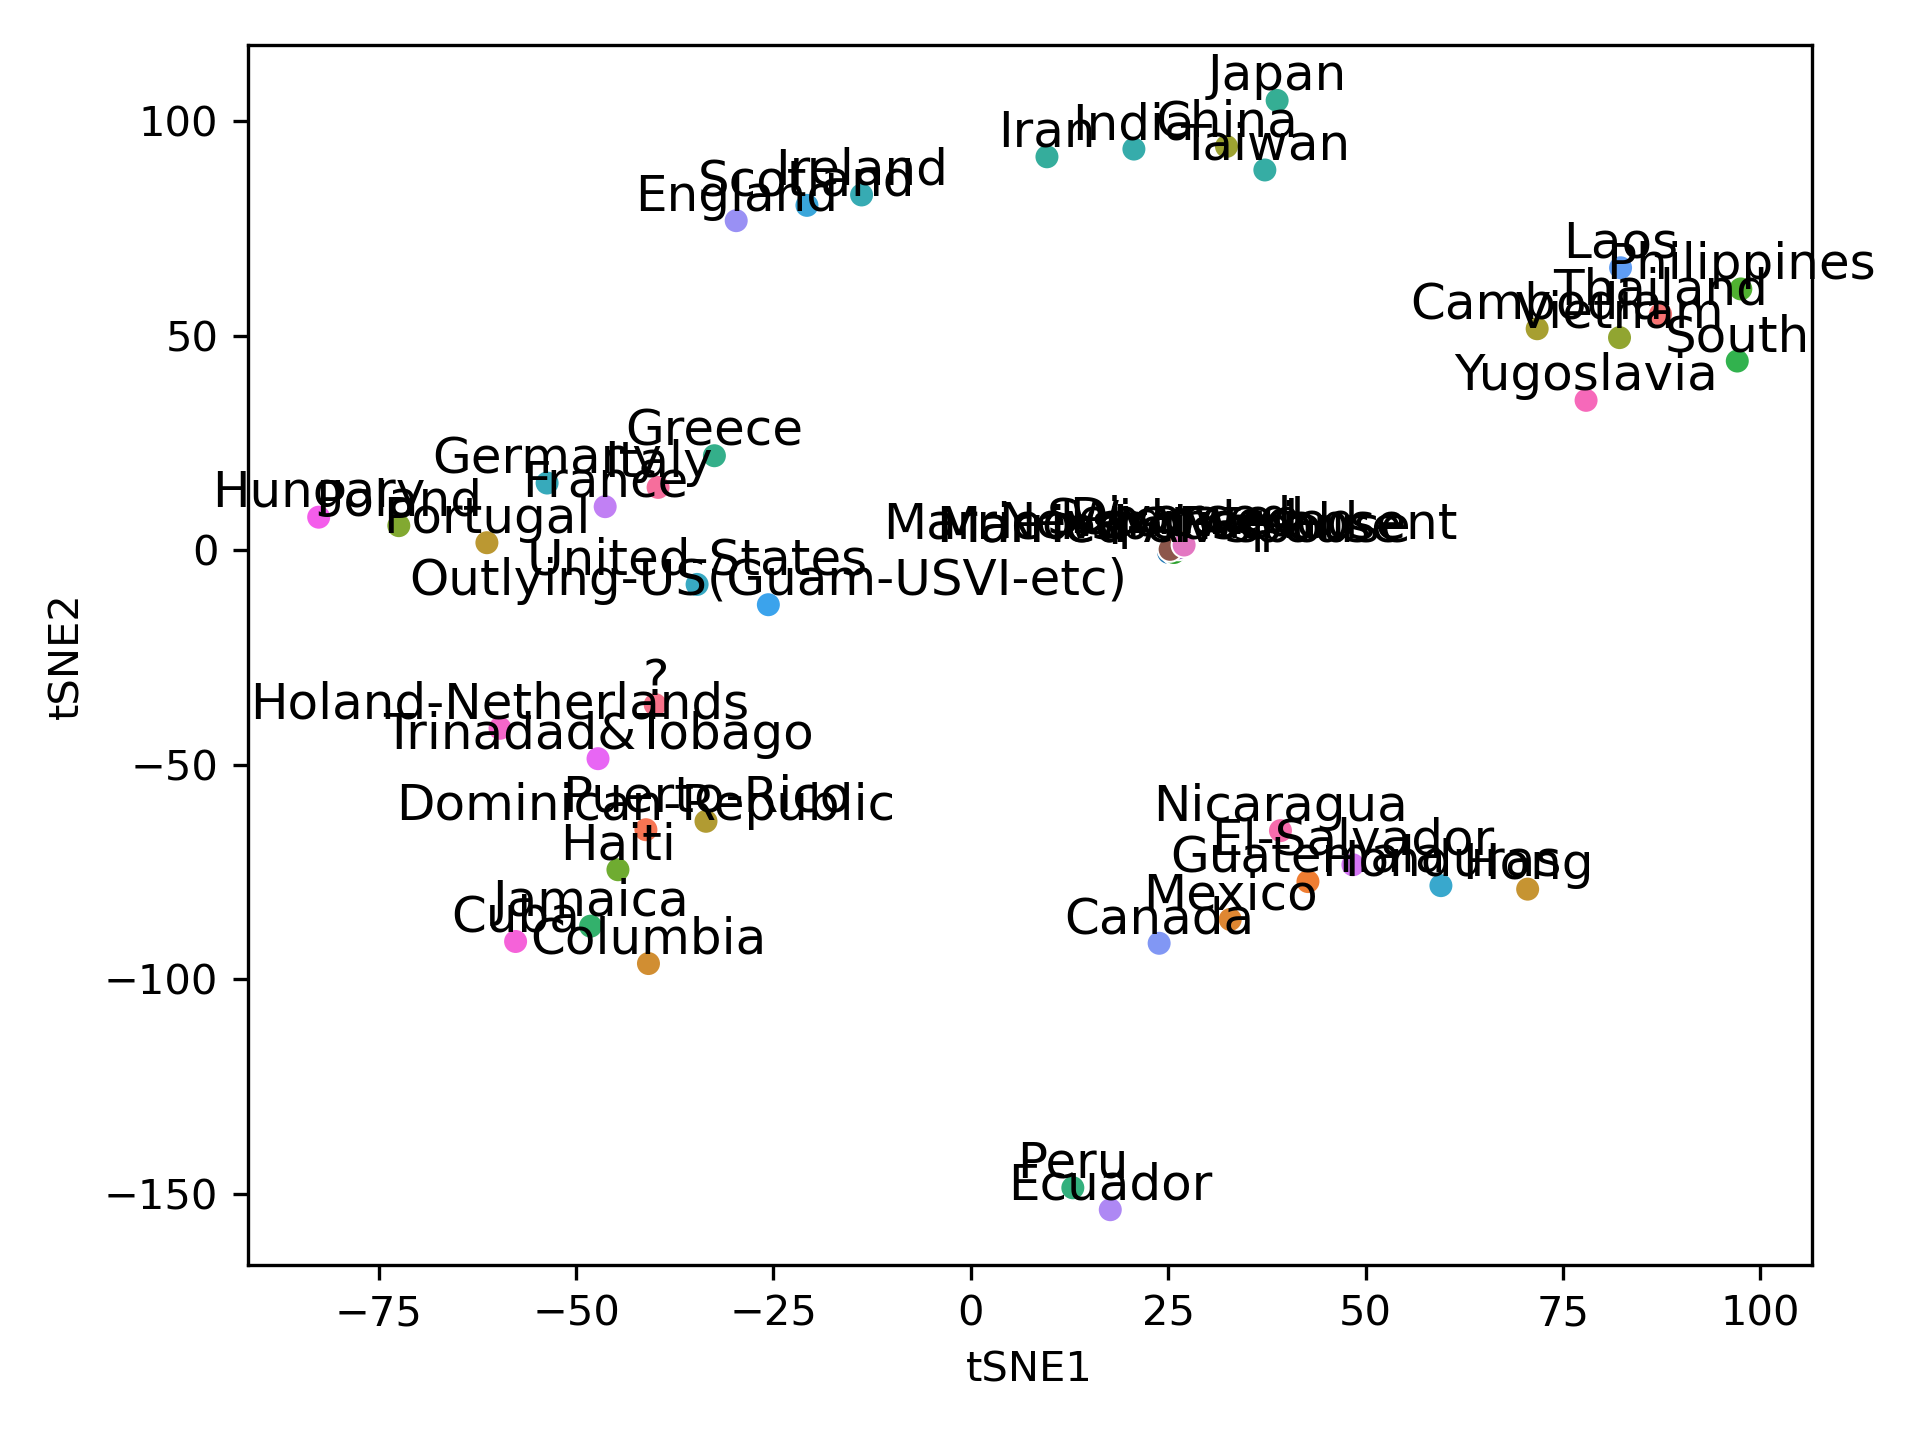 Japan
India
China
Iran
Taiwan
Ireland
Scotland
England
Laos
Philippines
Thailand
Cambodia
Vietnam
South
Yugoslavia
Greece
Germany
Italy
France
Hungary
Poland
Portugal
United-States
Outlying-US(Guam-USVI-etc)
?
Holand-Netherlands
Trinadad&Tobago
Puerto-Rico
Dominican-Republic
Haiti
Jamaica
Cuba
Columbia
Nicaragua
El-Salvador
Guatemala
Honduras
Hong
Mexico
Canada
Peru
Ecuador
100
50
0
−50
−100
−150
tSNE2
−75
−50
−25
0
25
50
75
100
tSNE1